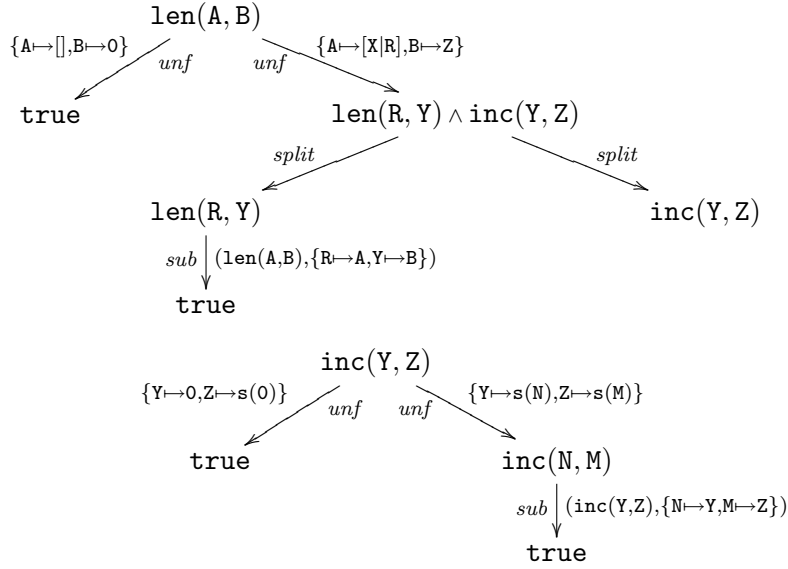 len(A, B)
{A↦[],B↦0} unf unf {A↦[X|R],B↦Z}
true len(R, Y) ∧ inc(Y, Z)
split split
len(R, Y) inc(Y, Z)
sub (len(A,B),{R↦A,Y↦B})
true
inc(Y, Z)
{Y↦0,Z↦s(0)} unf unf {Y↦s(N),Z↦s(M)}
true inc(N, M)
sub (inc(Y,Z),{N↦Y,M↦Z})
true